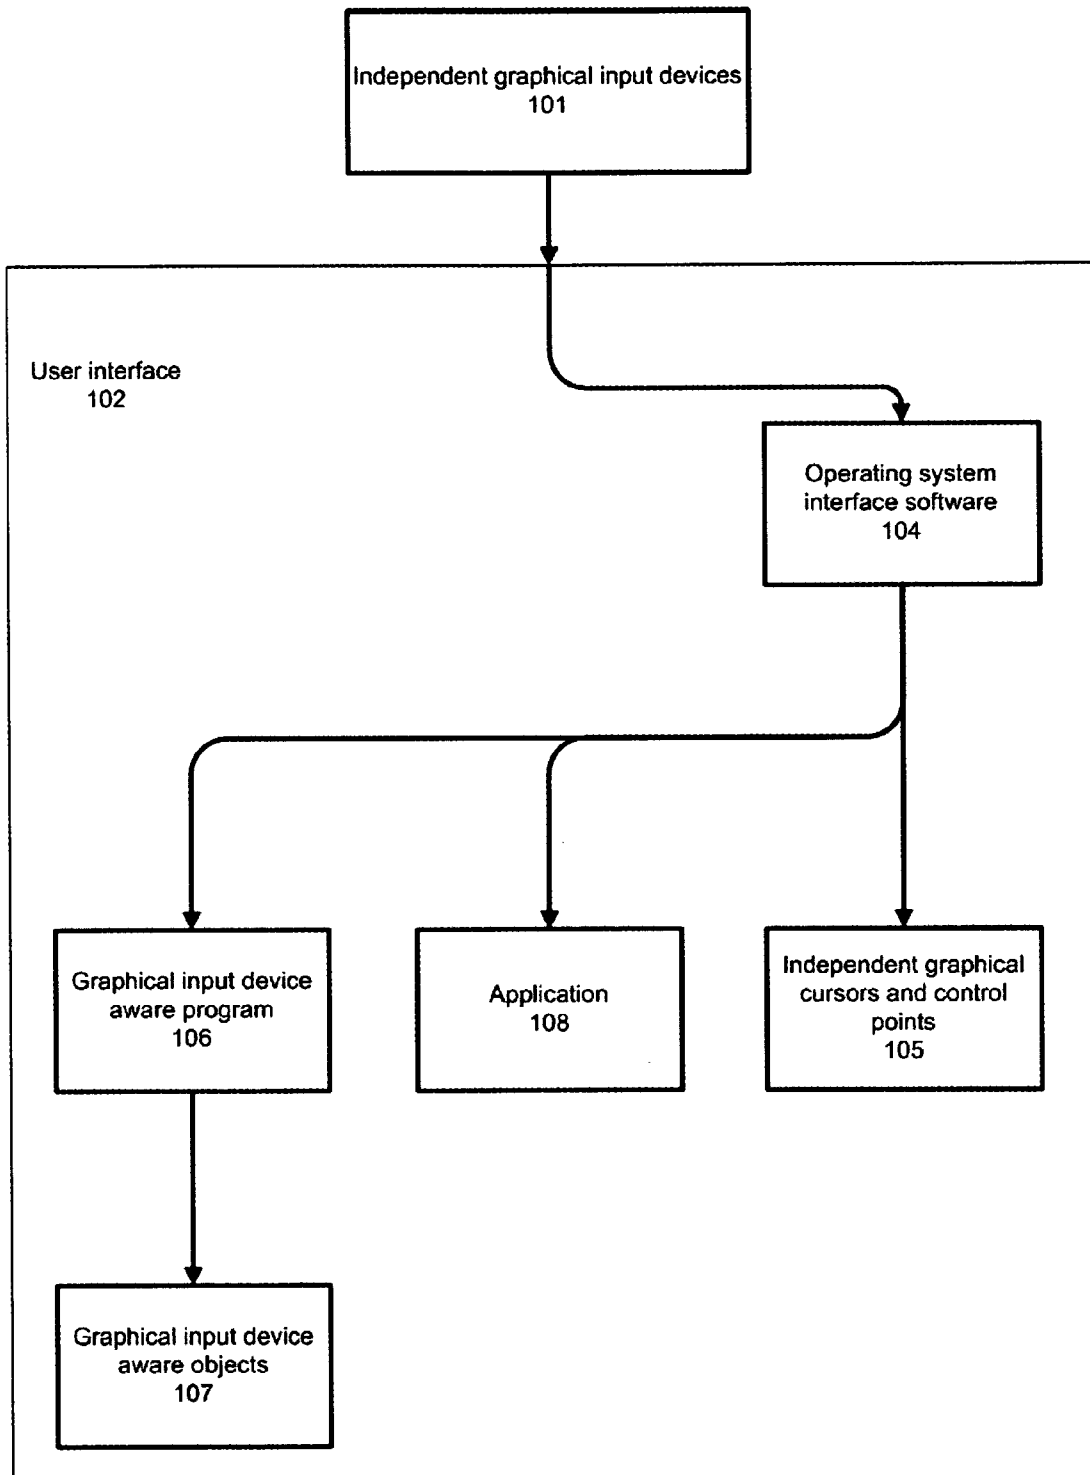 Independent graphical input devices
101
User interface
102
Operating system
interface software
104
Graphical input device
aware program
106
Application
108
Independent graphical
cursors and control
points
105
Graphical input device
aware objects
107